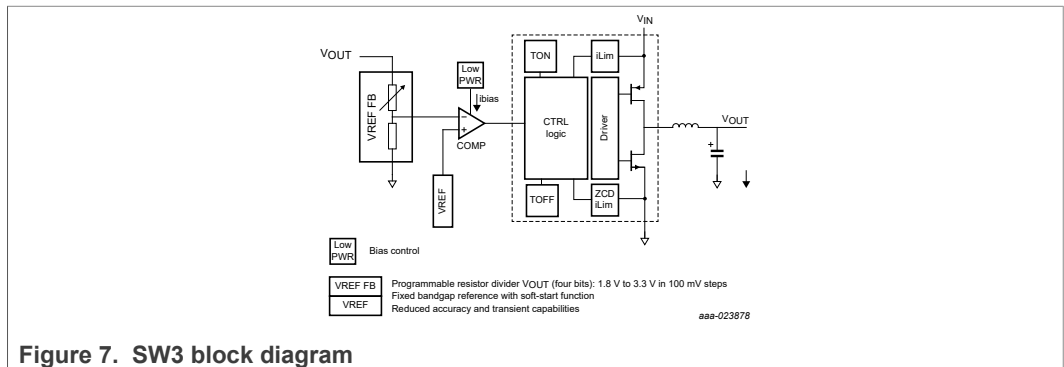 VIN
VOUT
TON
iLim
Low
PWR
ibias
VREF FB
CTRL
logic
Driver
VOUT
−
+
COMP
+
VREF
TOFF
ZCD
iLim
Low
PWR
Bias control
VREF FB
Programmable resistor divider VOUT (four bits): 1.8 V to 3.3 V in 100 mV steps
Fixed bandgap reference with soft-start function
VREF
Reduced accuracy and transient capabilities
aaa-023878
Figure 7. SW3 block diagram